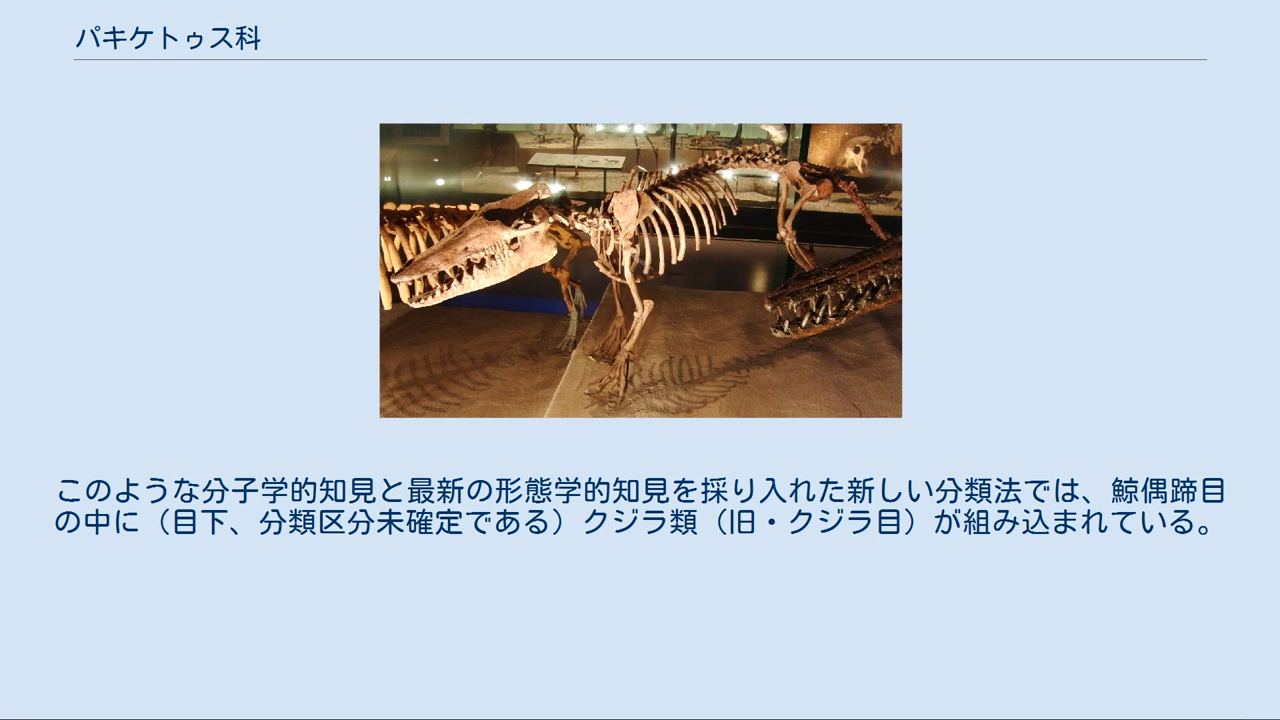 パキケトゥス科
このような分子学的知見と最新の形態学的知見を採り入れた新しい分類法では、鯨偶蹄目
の中に（目下、分類区分未確定である）クジラ類（旧・クジラ目）が組み込まれている。